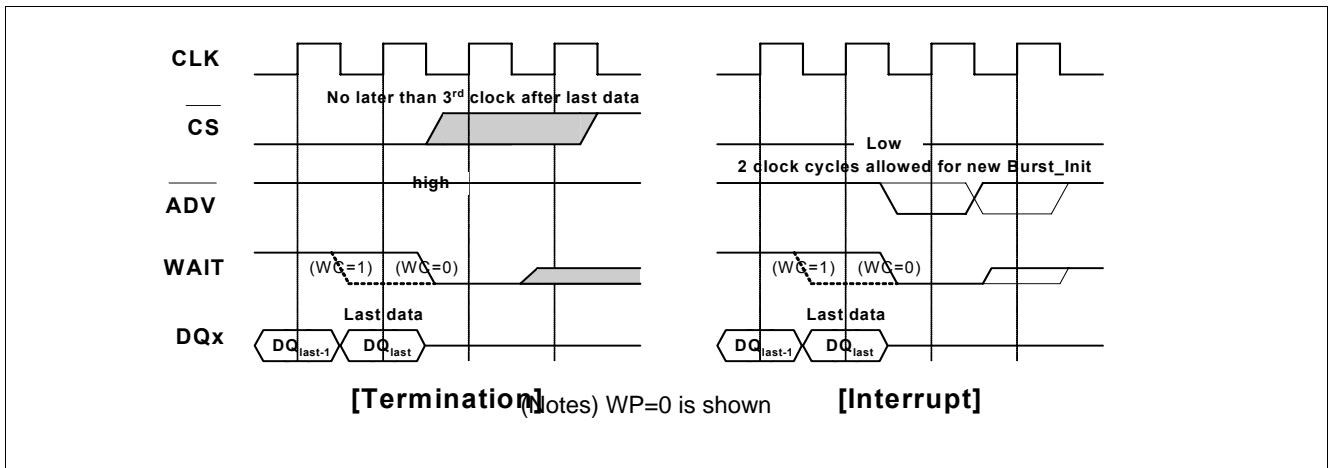 CLK
No later than 3rd clock after last data
CS
Low
2 clock cycles allowed for new Burst_Init
high
ADV
WAIT
(WC=1) (WC=0)
(WC=1) (WC=0)
Last data
Last data
DQx
DQlast-1
DQlast
DQlast-1
DQlast
[Termination]
(Notes) WP=0 is shown
[Interrupt]